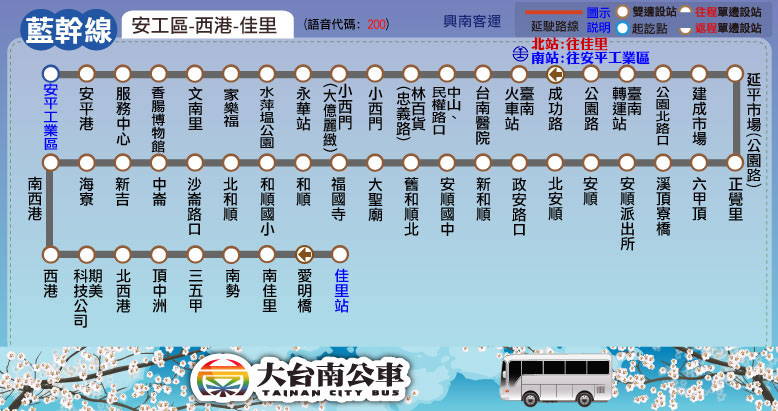 藍幹線
安工區-西港-佳里
（語音代碼：200）
興南客運
圖示說明
延駛路線
雙邊設站
往程單邊設站
起訖點
返程單邊設站
北站:往佳里
南站:往安平工業區
安平工業區
安平港
服務中心
香腸博物館
文南里
家樂福
水萍塭公園
永華站
小西門(大億麗緻)
小西門
林百貨(忠義路)
中山、民權路口
台南醫院
臺南火車站
成功路
公園路
臺南轉運站
公園北路口
建成市場
延平市場(公園路)
正覺里
六甲頂
溪頂寮橋
安順派出所
安順
北安順
政安路口
新和順
安順國中
舊和順北
大聖廟
福國寺
和順
和順國小
北和順
沙崙路口
中崙
新吉
海寮
南西港
西港
期美科技公司
北西港
頂中洲
三五甲
南勢
南佳里
愛明橋
佳里站
大台南公車
TAINAN CITY BUS